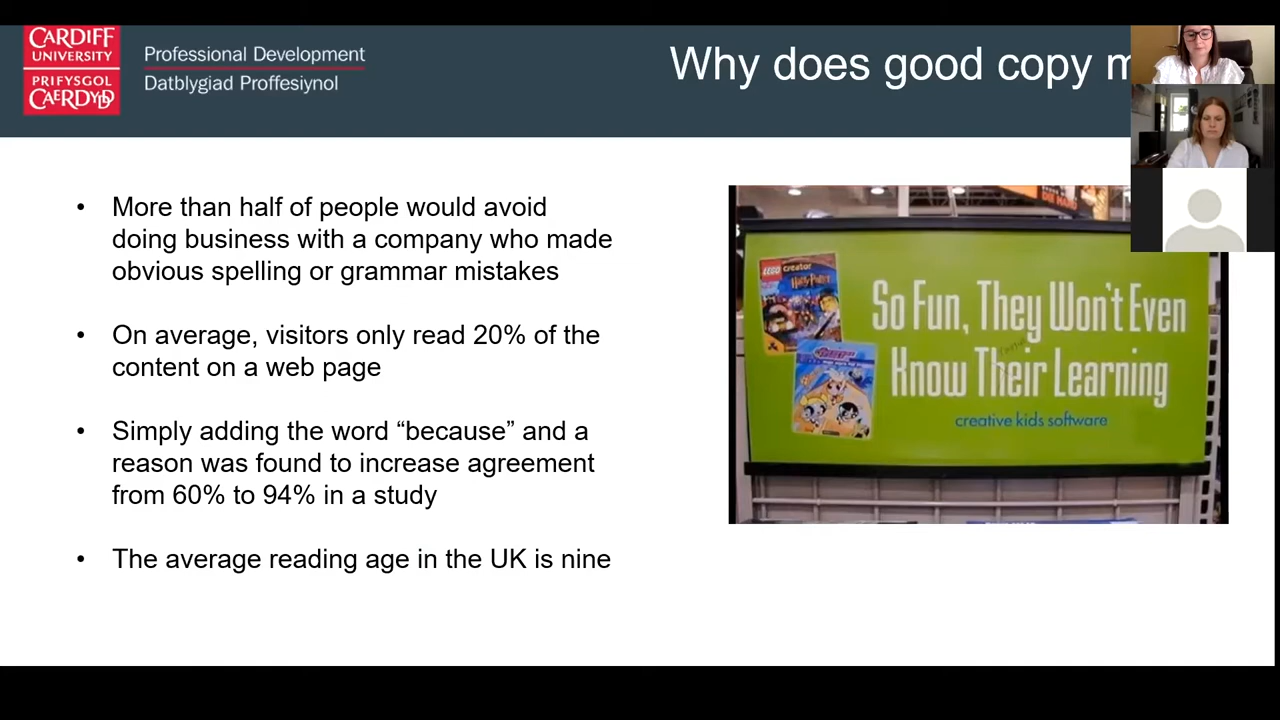 CARDIFF
UNIVERSITY
PRIFYSGOL
CAERDYDD
Professional Development
Datblygiad Proffesiynol
Why does good copy m
• More than half of people would avoid
doing business with a company who made
obvious spelling or grammar mistakes
• On average, visitors only read 20% of the
content on a web page
• Simply adding the word “because” and a
reason was found to increase agreement
from 60% to 94% in a study
• The average reading age in the UK is nine
LEGO creator
Harry Potter
So Fun, They Won't Even
Know Their Learning
creative kids software